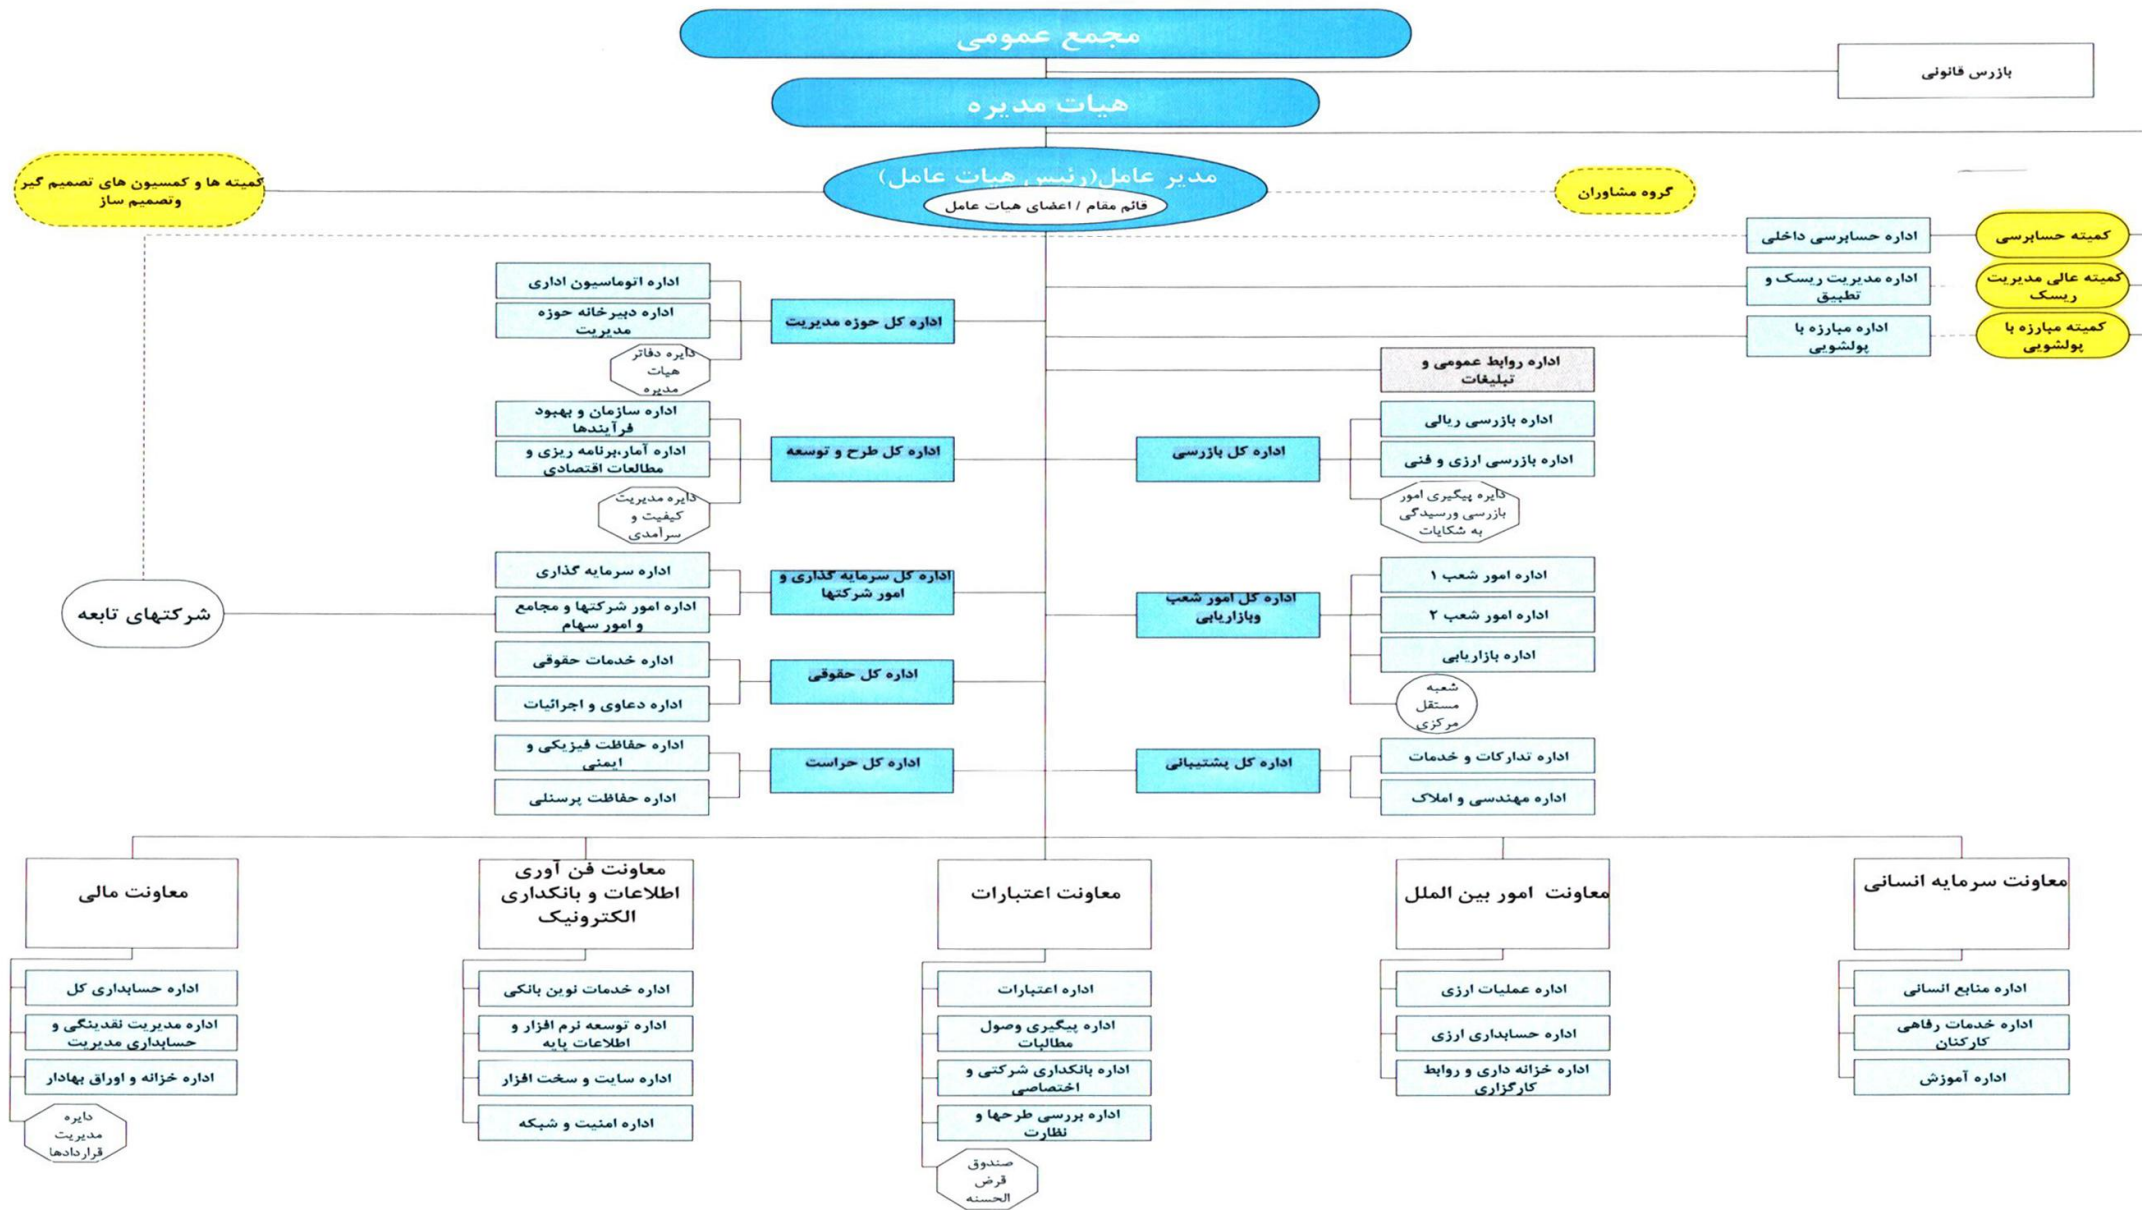 مجمع عمومی
بازرس قانونی
هیات مدیره
مدیر عامل(رئیس هیات عامل)
قائم مقام / اعضای هیات عامل
گروه مشاوران
کمیته ها و کمسیون های تصمیم گیر
وتصمیم ساز
کمیته حسابرسی
اداره حسابرسی داخلی
کمیته عالی مدیریت
ریسک
اداره مدیریت ریسک و
تطبیق
کمیته مبارزه با
پولشویی
اداره مبارزه با
پولشویی
اداره روابط عمومی و
تبلیغات
اداره کل حوزه مدیریت
اداره اتوماسیون اداری
اداره دبیرخانه حوزه
مدیریت
دایره دفاتر
هیات
مدیره
اداره کل بازرسی
اداره بازرسی ریالی
اداره بازرسی ارزی و فنی
دایره پیگیری امور
بازرسی ورسیدگی
به شکایات
اداره کل طرح و توسعه
اداره سازمان و بهبود
فرآیندها
اداره آمار،برنامه ریزی و
مطالعات اقتصادی
دایره مدیریت
کیفیت و
سرآمدی
اداره کل امور شعب
وبازاریابی
اداره امور شعب ۱
اداره امور شعب ۲
اداره بازاریابی
شعبه
مستقل
مرکزی
اداره کل سرمایه گذاری و
امور شرکتها
اداره سرمایه گذاری
اداره امور شرکتها و مجامع
و امور سهام
شرکتهای تابعه
اداره کل حقوقی
اداره خدمات حقوقی
اداره دعاوی و اجرائیات
اداره کل پشتیبانی
اداره تدارکات و خدمات
اداره مهندسی و املاک
اداره کل حراست
اداره حفاظت فیزیکی و
ایمنی
اداره حفاظت پرسنلی
معاونت سرمایه انسانی
اداره منابع انسانی
اداره خدمات رفاهی
کارکنان
اداره آموزش
معاونت امور بین الملل
اداره عملیات ارزی
اداره حسابداری ارزی
اداره خزانه داری و روابط
کارگزاری
معاونت اعتبارات
اداره اعتبارات
اداره پیگیری وصول
مطالبات
اداره بانکداری شرکتی و
اختصاصی
اداره بررسی طرحها و
نظارت
صندوق
قرض
الحسنه
معاونت فن آوری
اطلاعات و بانکداری
الکترونیک
اداره خدمات نوین بانکی
اداره توسعه نرم افزار و
اطلاعات پایه
اداره سایت و سخت افزار
اداره امنیت و شبکه
معاونت مالی
اداره حسابداری کل
اداره مدیریت نقدینگی و
حسابداری مدیریت
اداره خزانه و اوراق بهادار
دایره
مدیریت
قراردادها